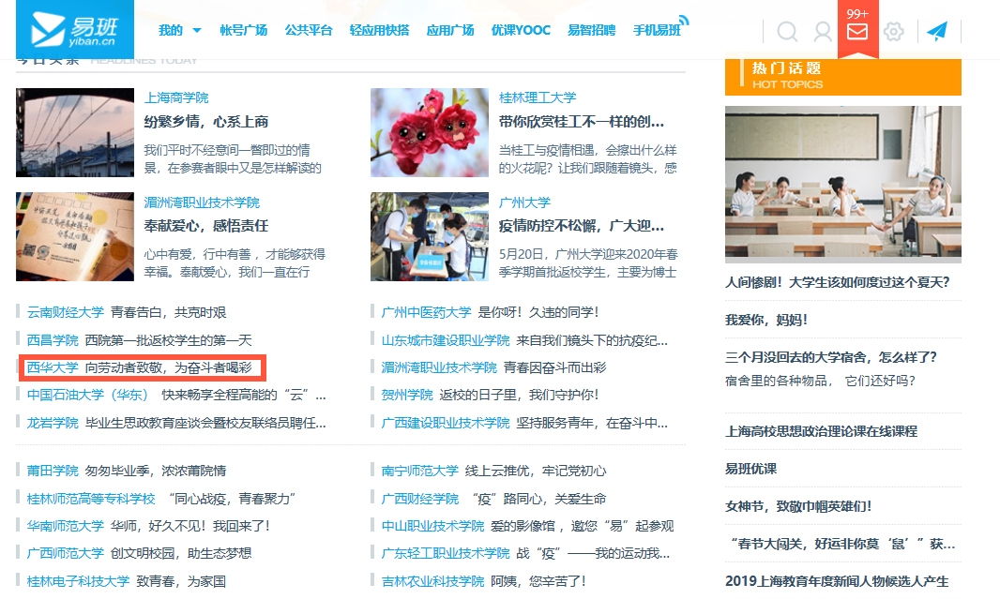 易班
yiban.cn
我的 帐号广场 公共平台 轻应用快搭 应用广场 优课YOOC 易智招聘 手机易班
99+
今日头条 HEADLINES TODAY
上海商学院
纷繁乡情，心系上商
我们平时不经意间一瞥即过的情
景，在参赛者眼中又是怎样解读的
桂林理工大学
带你欣赏桂工不一样的创...
当桂工与疫情相遇，会擦出什么样
的火花呢？让我们跟随着镜头，感
湄洲湾职业技术学院
奉献爱心，感悟责任
心中有爱，行中有善 ，才能够获得
幸福。奉献爱心，我们一直在行
广州大学
疫情防控不松懈，广大迎...
5月20日，广州大学迎来2020年春
季学期首批返校学生，主要为博士
云南财经大学 青春告白，共克时艰
西昌学院 西院第一批返校学生的第一天
西华大学 向劳动者致敬，为奋斗者喝彩
中国石油大学（华东） 快来畅享全程高能的“云”...
龙岩学院 毕业生思政教育座谈会暨校友联络员聘任...
广州中医药大学 是你呀！久违的同学！
山东城市建设职业学院 来自我们镜头下的抗疫纪...
湄洲湾职业技术学院 青春因奋斗而出彩
贺州学院 返校的日子里，我们守护你！
广西建设职业技术学院 坚持服务青年，在奋斗中...
莆田学院 匆匆毕业季，浓浓莆院情
桂林师范高等专科学校 “同心战疫，青春聚力”
华南师范大学 华师，好久不见！我回来了！
广西师范大学 创文明校园，助生态梦想
桂林电子科技大学 致青春，为家国
南宁师范大学 线上云推优，牢记党初心
广西财经学院 “疫”路同心，关爱生命
中山职业技术学院 爱的影像馆 ，邀您“易”起参观
广东轻工职业技术学院 战“疫”——我的运动我...
吉林农业科技学院 阿姨，您辛苦了！
热门话题
HOT TOPICS
人间惨剧！大学生该如何度过这个夏天？
我爱你，妈妈！
三个月没回去的大学宿舍，怎么样了？
宿舍里的各种物品， 它们还好吗？
上海高校思想政治理论课在线课程
易班优课
女神节，致敬巾帼英雄们！
“春节大闯关，好运非你莫‘鼠’”获...
2019上海教育年度新闻人物候选人产生